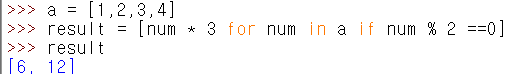 >>> a = [1,2,3,4]
>>> result = [num * 3 for num in a if num % 2 ==0]
>>> result
[6, 12]